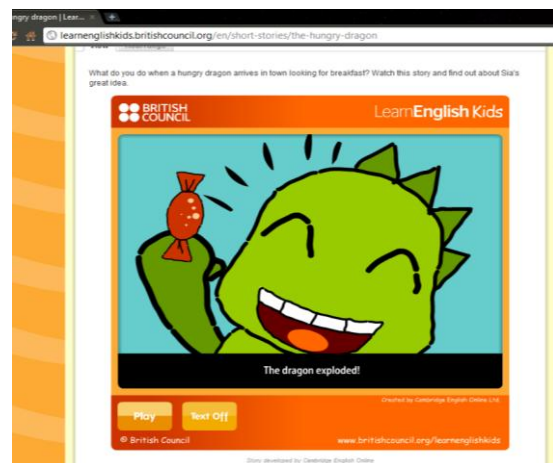 ngry dragon | Lear... ×
learnenglishkids.britishcouncil.org/en/short-stories/the-hungry-dragon
What do you do when a hungry dragon arrives in town looking for breakfast? Watch this story and find out about Sia's
great idea.
BRITISH
COUNCIL
LearnEnglish Kids
The dragon exploded!
Created by Cambridge English Online Ltd.
Play
Text Off
© British Council
www.britishcouncil.org/learnenglishkids
Story developed by Cambridge English Online